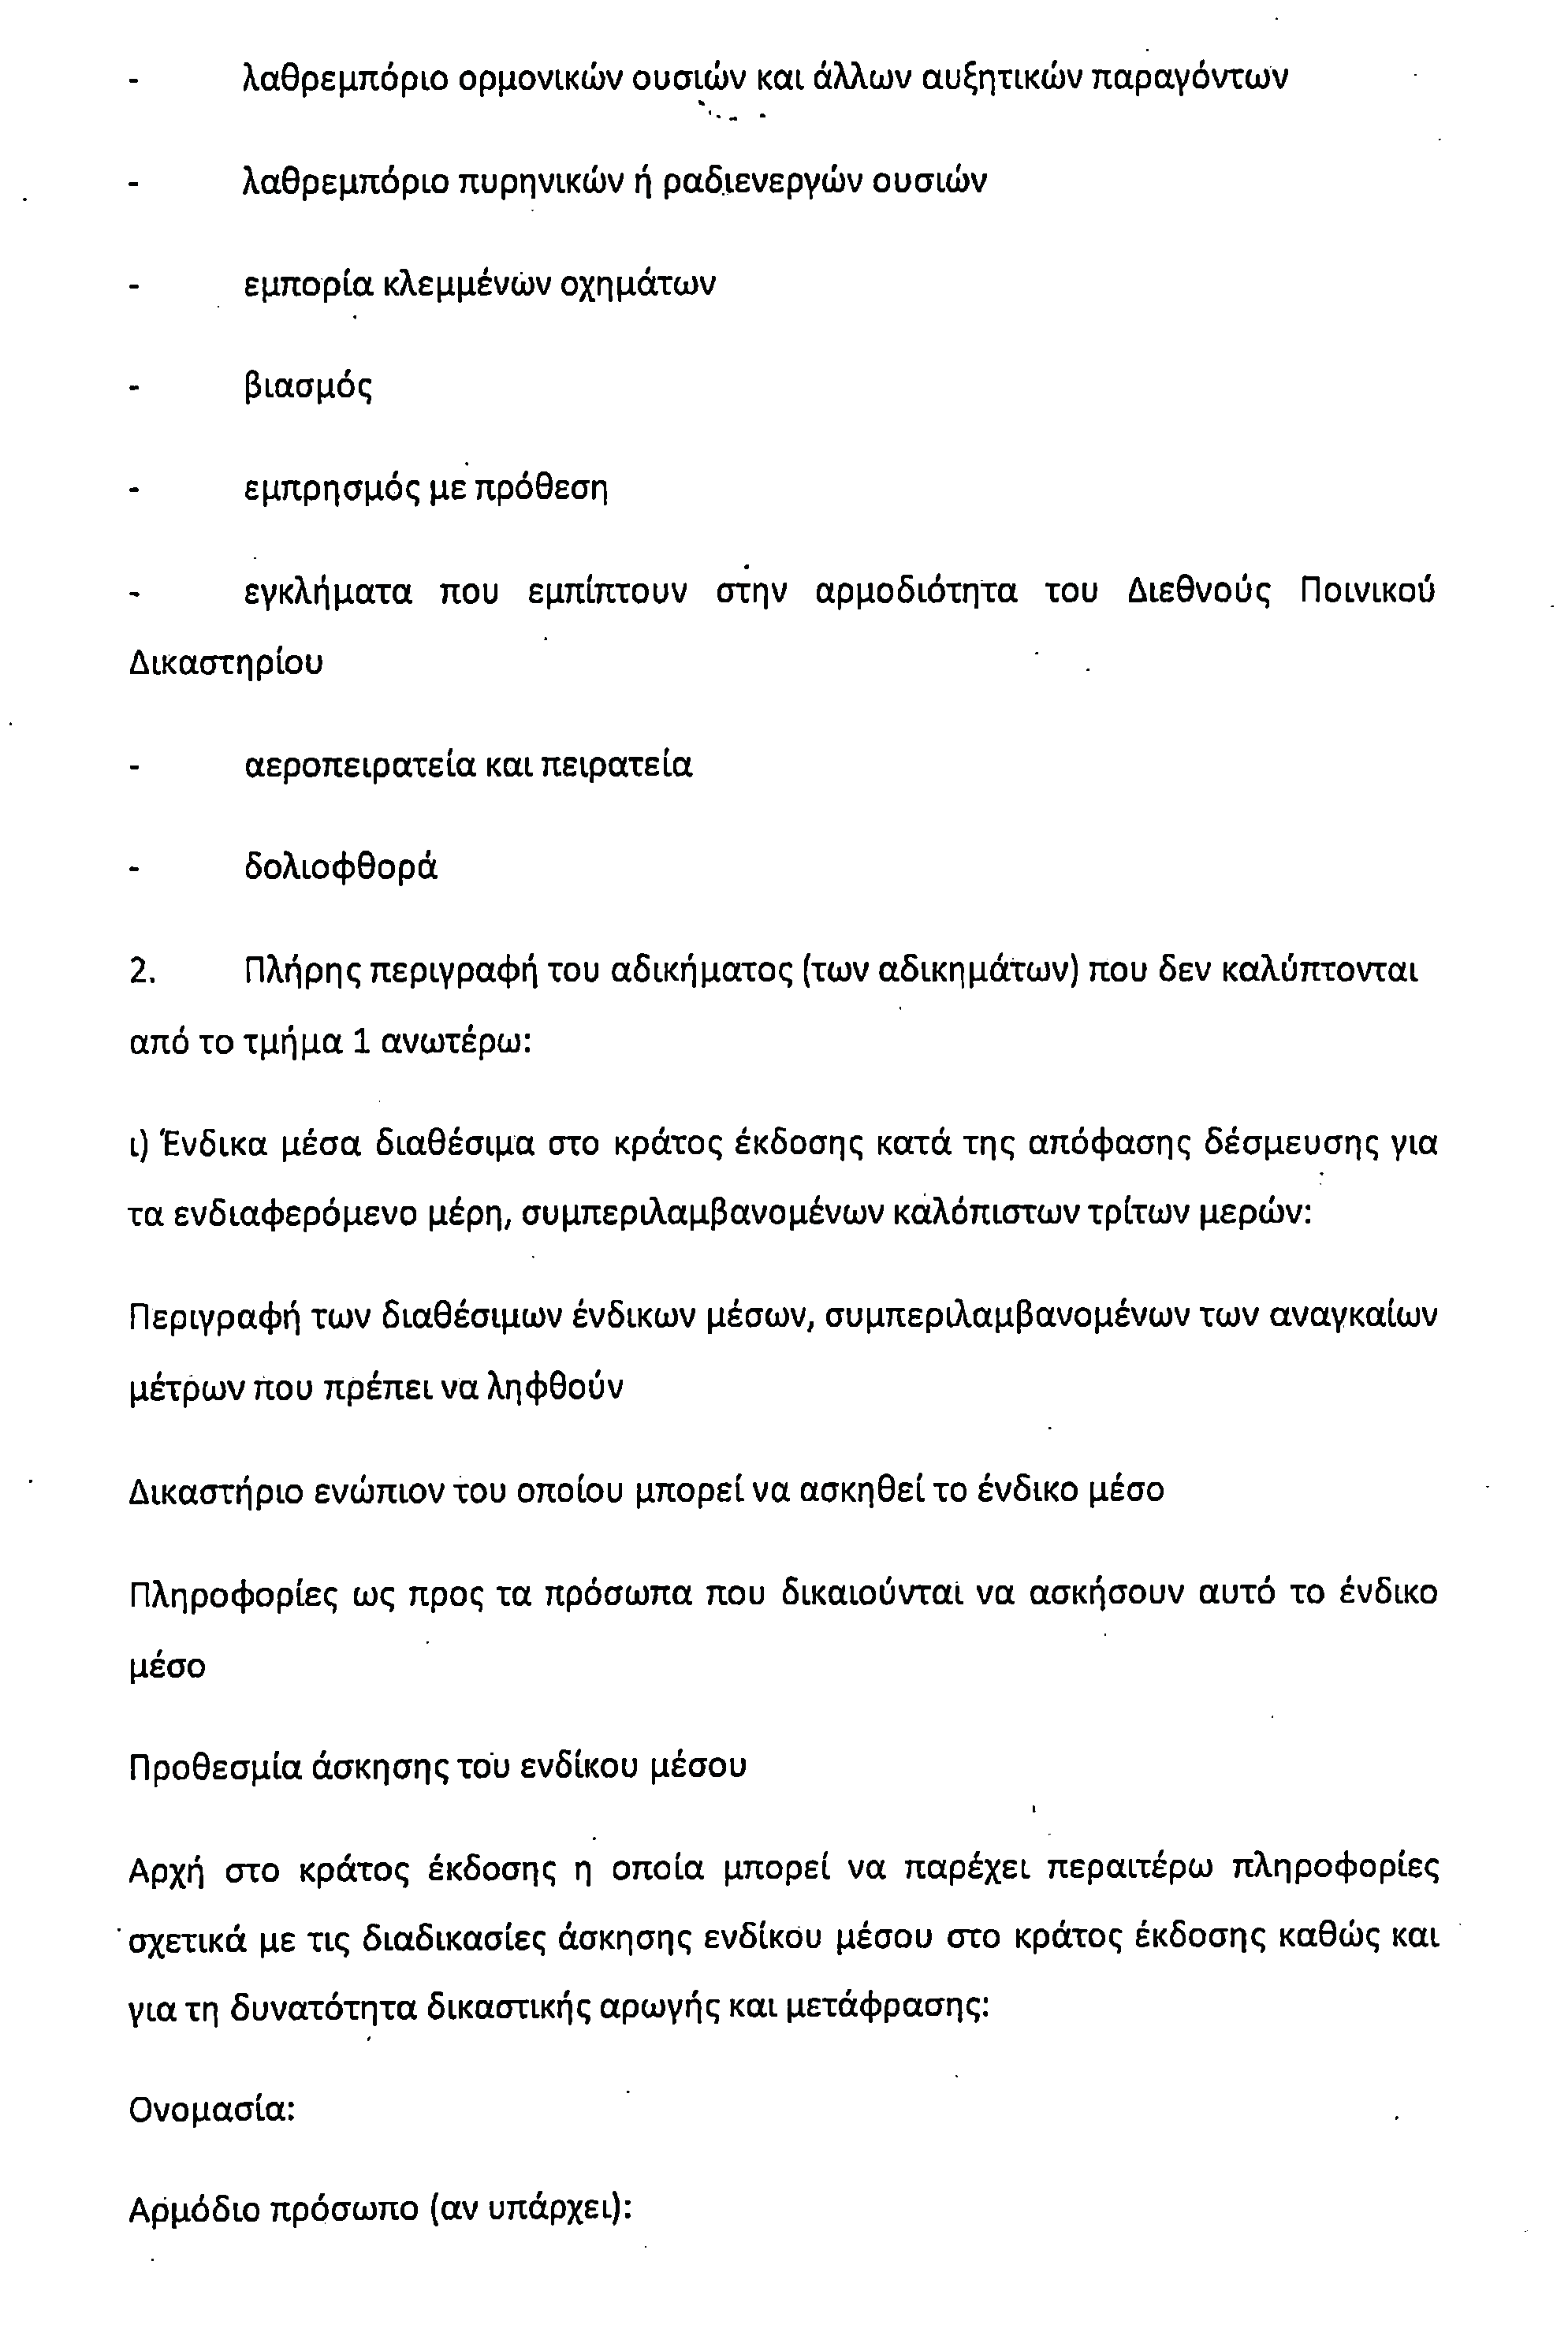 - λαθρεμπόριο ορμονικών ουσιών και άλλων αυξητικών παραγόντων
- λαθρεμπόριο πυρηνικών ή ραδιενεργών ουσιών
- εμπορία κλεμμένων οχημάτων
- βιασμός
- εμπρησμός με πρόθεση
- εγκλήματα που εμπίπτουν στην αρμοδιότητα του Διεθνούς Ποινικού
Δικαστηρίου
- αεροπειρατεία και πειρατεία
- δολιοφθορά
2. Πλήρης περιγραφή του αδικήματος (των αδικημάτων) που δεν καλύπτονται
από το τμήμα 1 ανωτέρω:
ι) Ένδικα μέσα διαθέσιμα στο κράτος έκδοσης κατά της απόφασης δέσμευσης για
τα ενδιαφερόμενο μέρη, συμπεριλαμβανομένων καλόπιστων τρίτων μερών:
Περιγραφή των διαθέσιμων ένδικων μέσων, συμπεριλαμβανομένων των αναγκαίων
μέτρων που πρέπει να ληφθούν
Δικαστήριο ενώπιον του οποίου μπορεί να ασκηθεί το ένδικο μέσο
Πληροφορίες ως προς τα πρόσωπα που δικαιούνται να ασκήσουν αυτό το ένδικο
μέσο
Προθεσμία άσκησης του ενδίκου μέσου
Αρχή στο κράτος έκδοσης η οποία μπορεί να παρέχει περαιτέρω πληροφορίες
σχετικά με τις διαδικασίες άσκησης ενδίκου μέσου στο κράτος έκδοσης καθώς και
για τη δυνατότητα δικαστικής αρωγής και μετάφρασης:
Ονομασία:
Αρμόδιο πρόσωπο (αν υπάρχει):